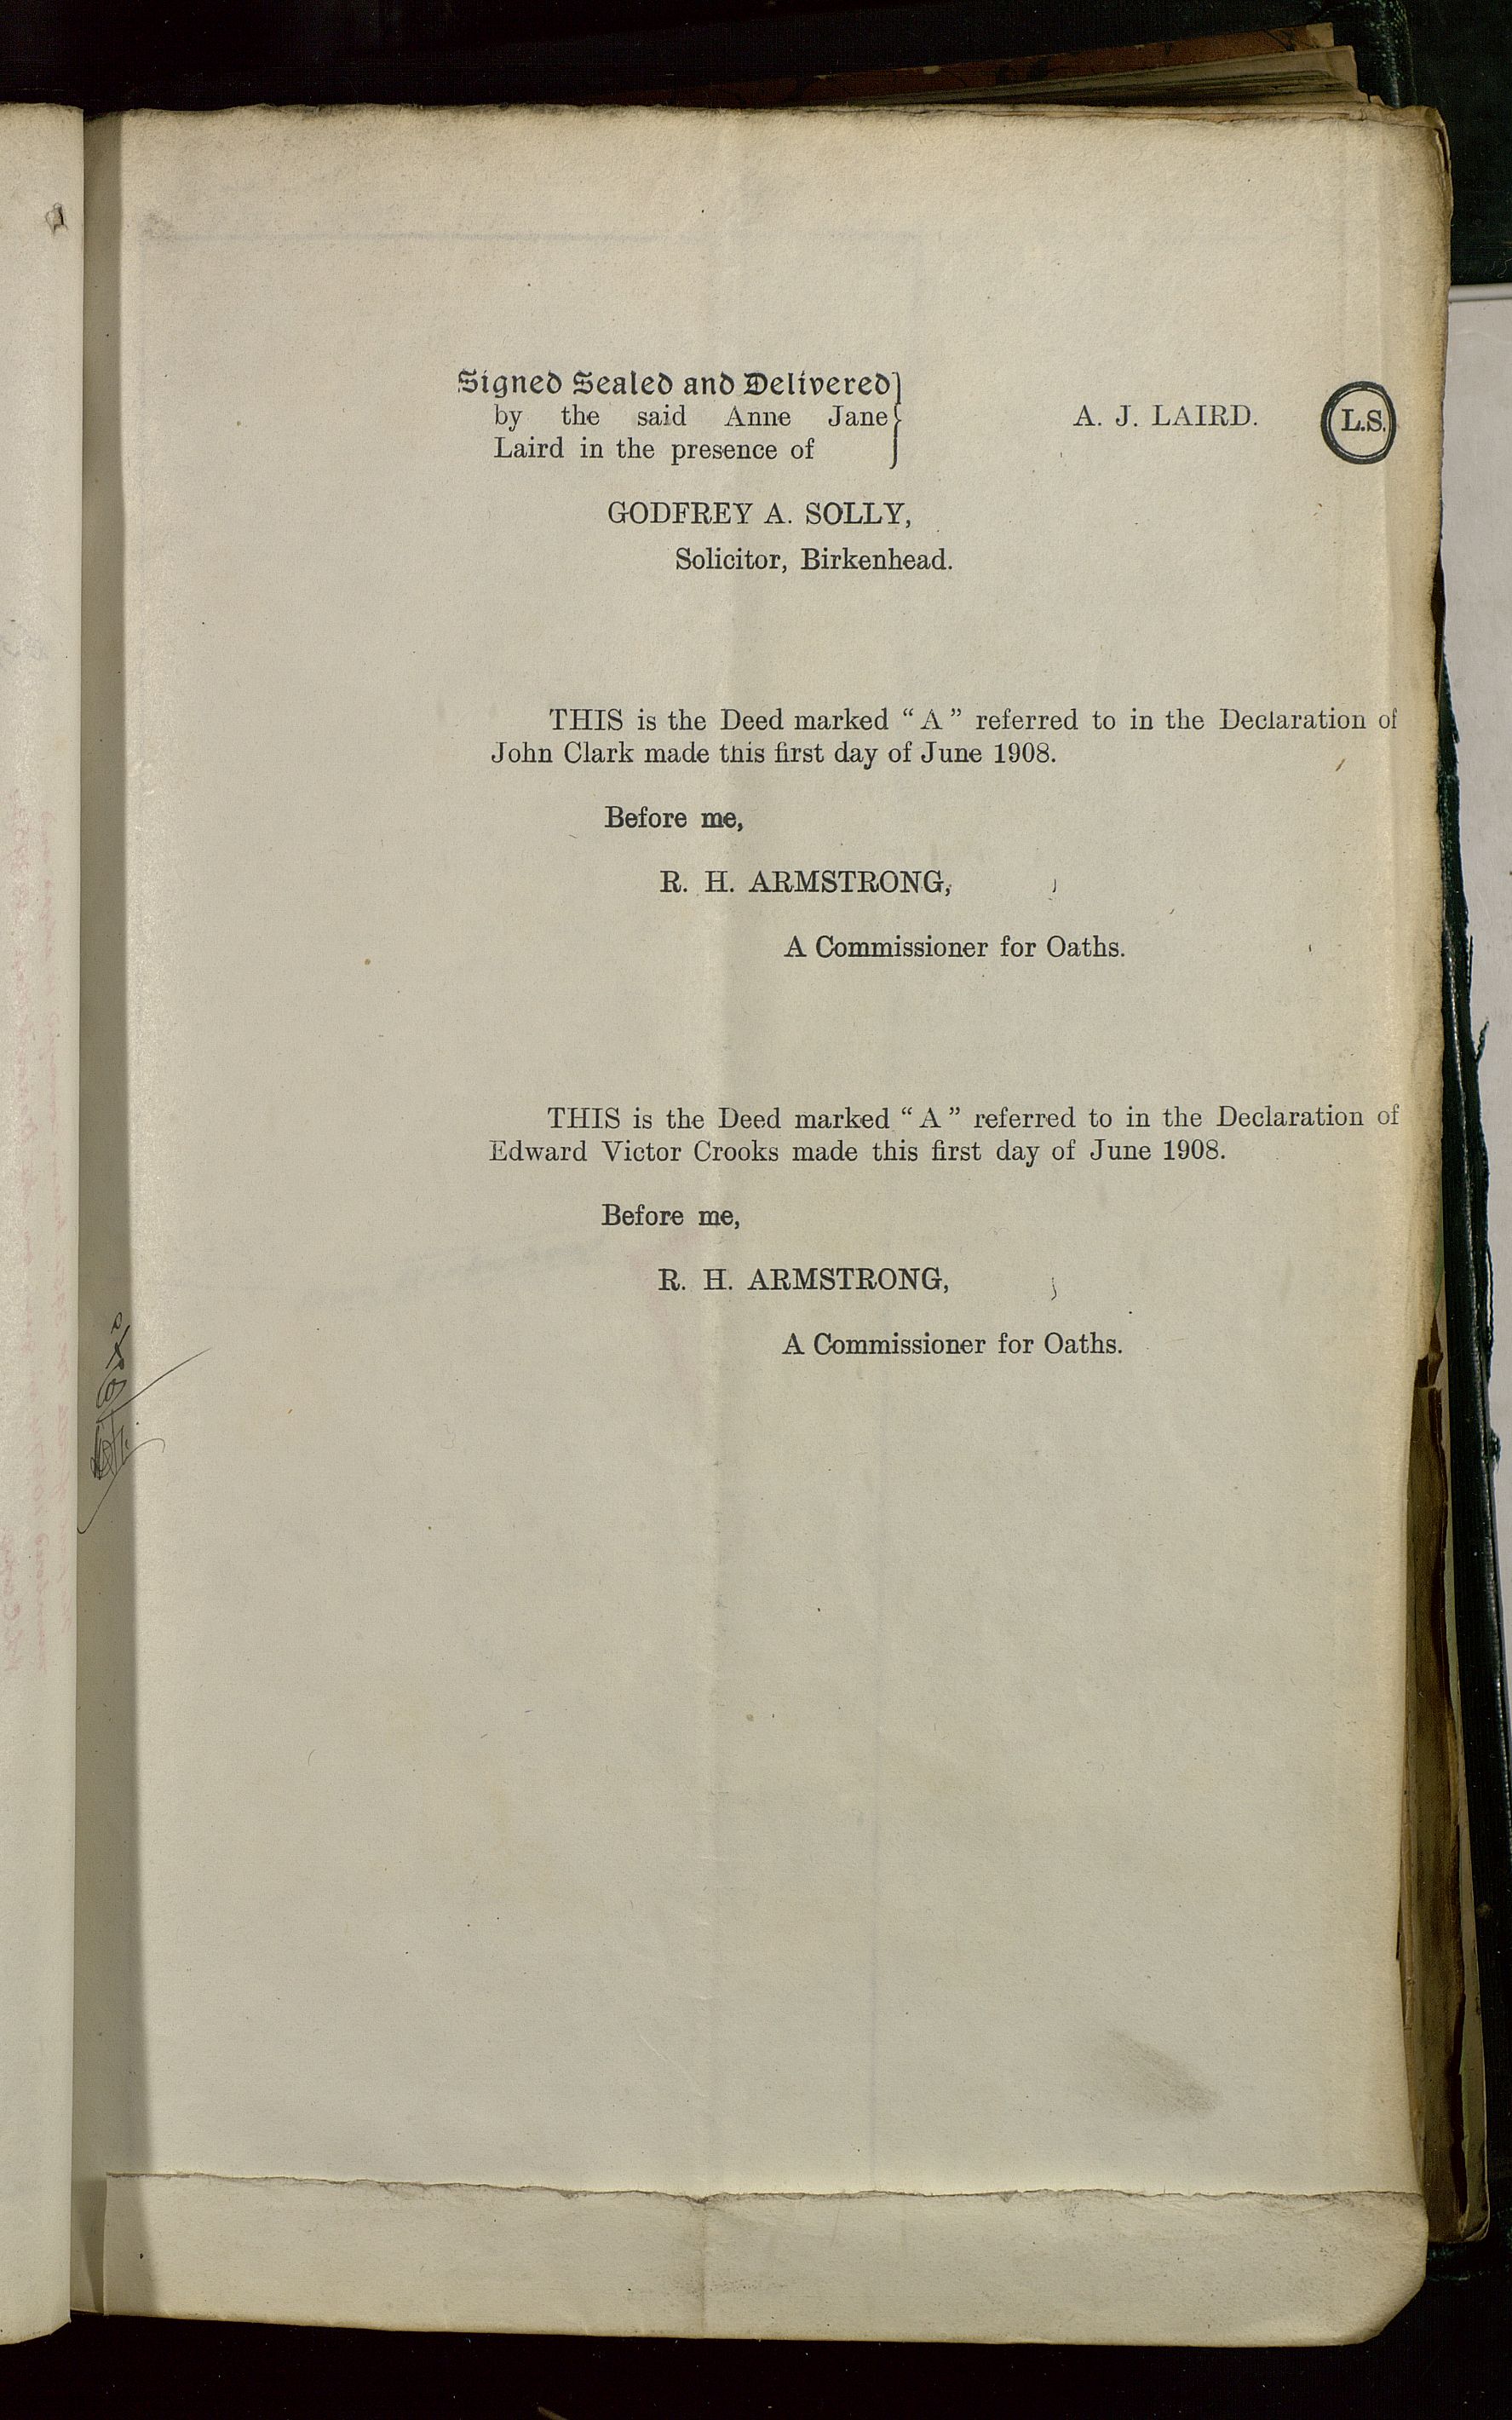 Signed Sealed and Delivered
by the said Anne Jane
Laird in the presence of
A. J. LAIRD.
L.S.
GODFREY A. SOLLY,
Solicitor, Birkenhead.
THIS is the Deed marked “A” referred to in the Declaration of
John Clark made this first day of June 1908.
Before me,
R. H. ARMSTRONG,
A Commissioner for Oaths.
THIS is the Deed marked “A” referred to in the Declaration of
Edward Victor Crooks made this first day of June 1908.
Before me,
R. H. ARMSTRONG,
A Commissioner for Oaths.